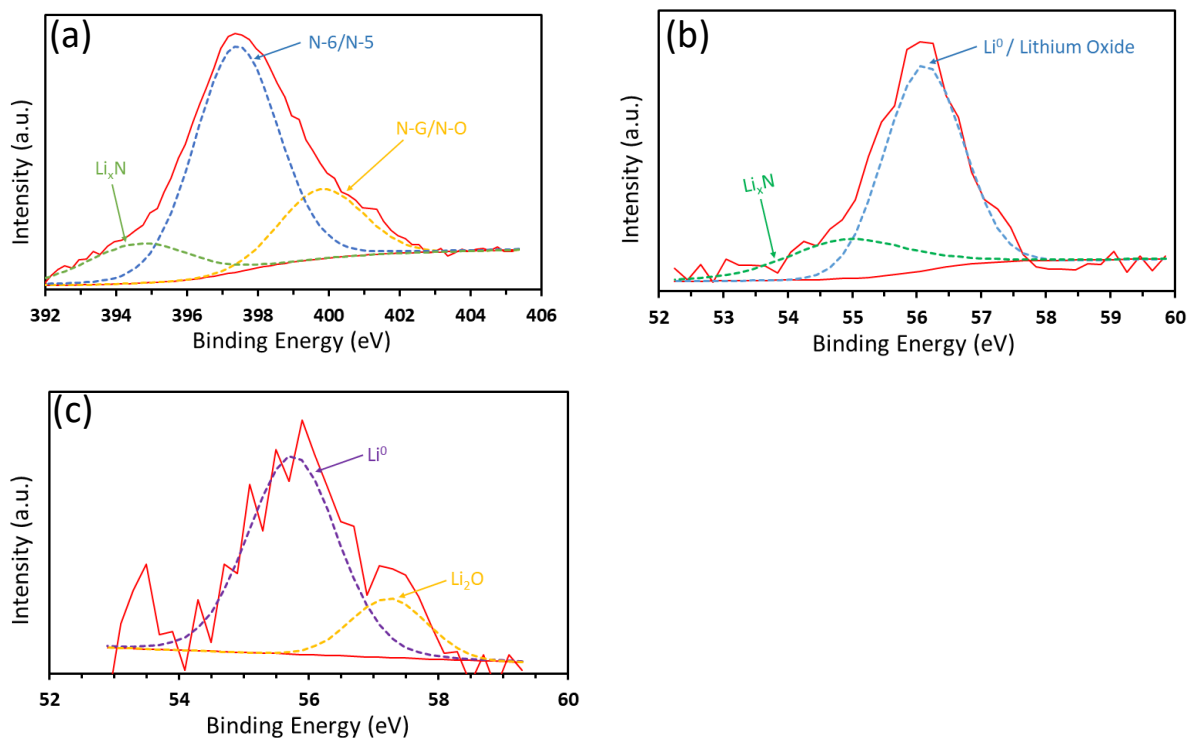 (a)
N-6/N-5
N-G/N-O
LiₓN
Intensity (a.u.)
392 394 396 398 400 402 404 406
Binding Energy (eV)
(b)
Li⁰ / Lithium Oxide
LiₓN
Intensity (a.u.)
52 53 54 55 56 57 58 59 60
Binding Energy (eV)
(c)
Li⁰
Li₂O
Intensity (a.u.)
52 54 56 58 60
Binding Energy (eV)